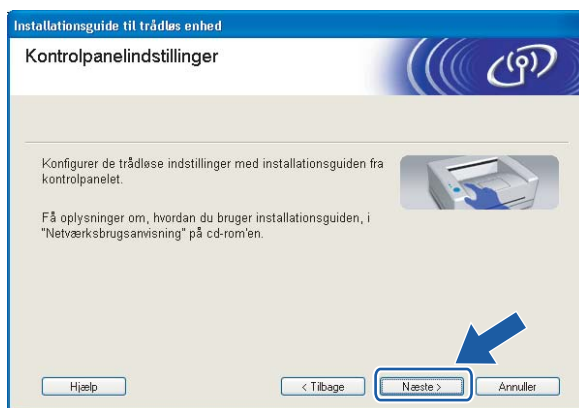 Installationsguide til trådløs enhed
Kontrolpanelindstillinger
Konfigurer de trådløse indstillinger med installationsguiden fra
kontrolpanelet.
Få oplysninger om, hvordan du bruger installationsguiden, i
"Netværksbrugsanvisning" på cd-rom'en.
Hjælp
< Tilbage
Næste >
Annuller